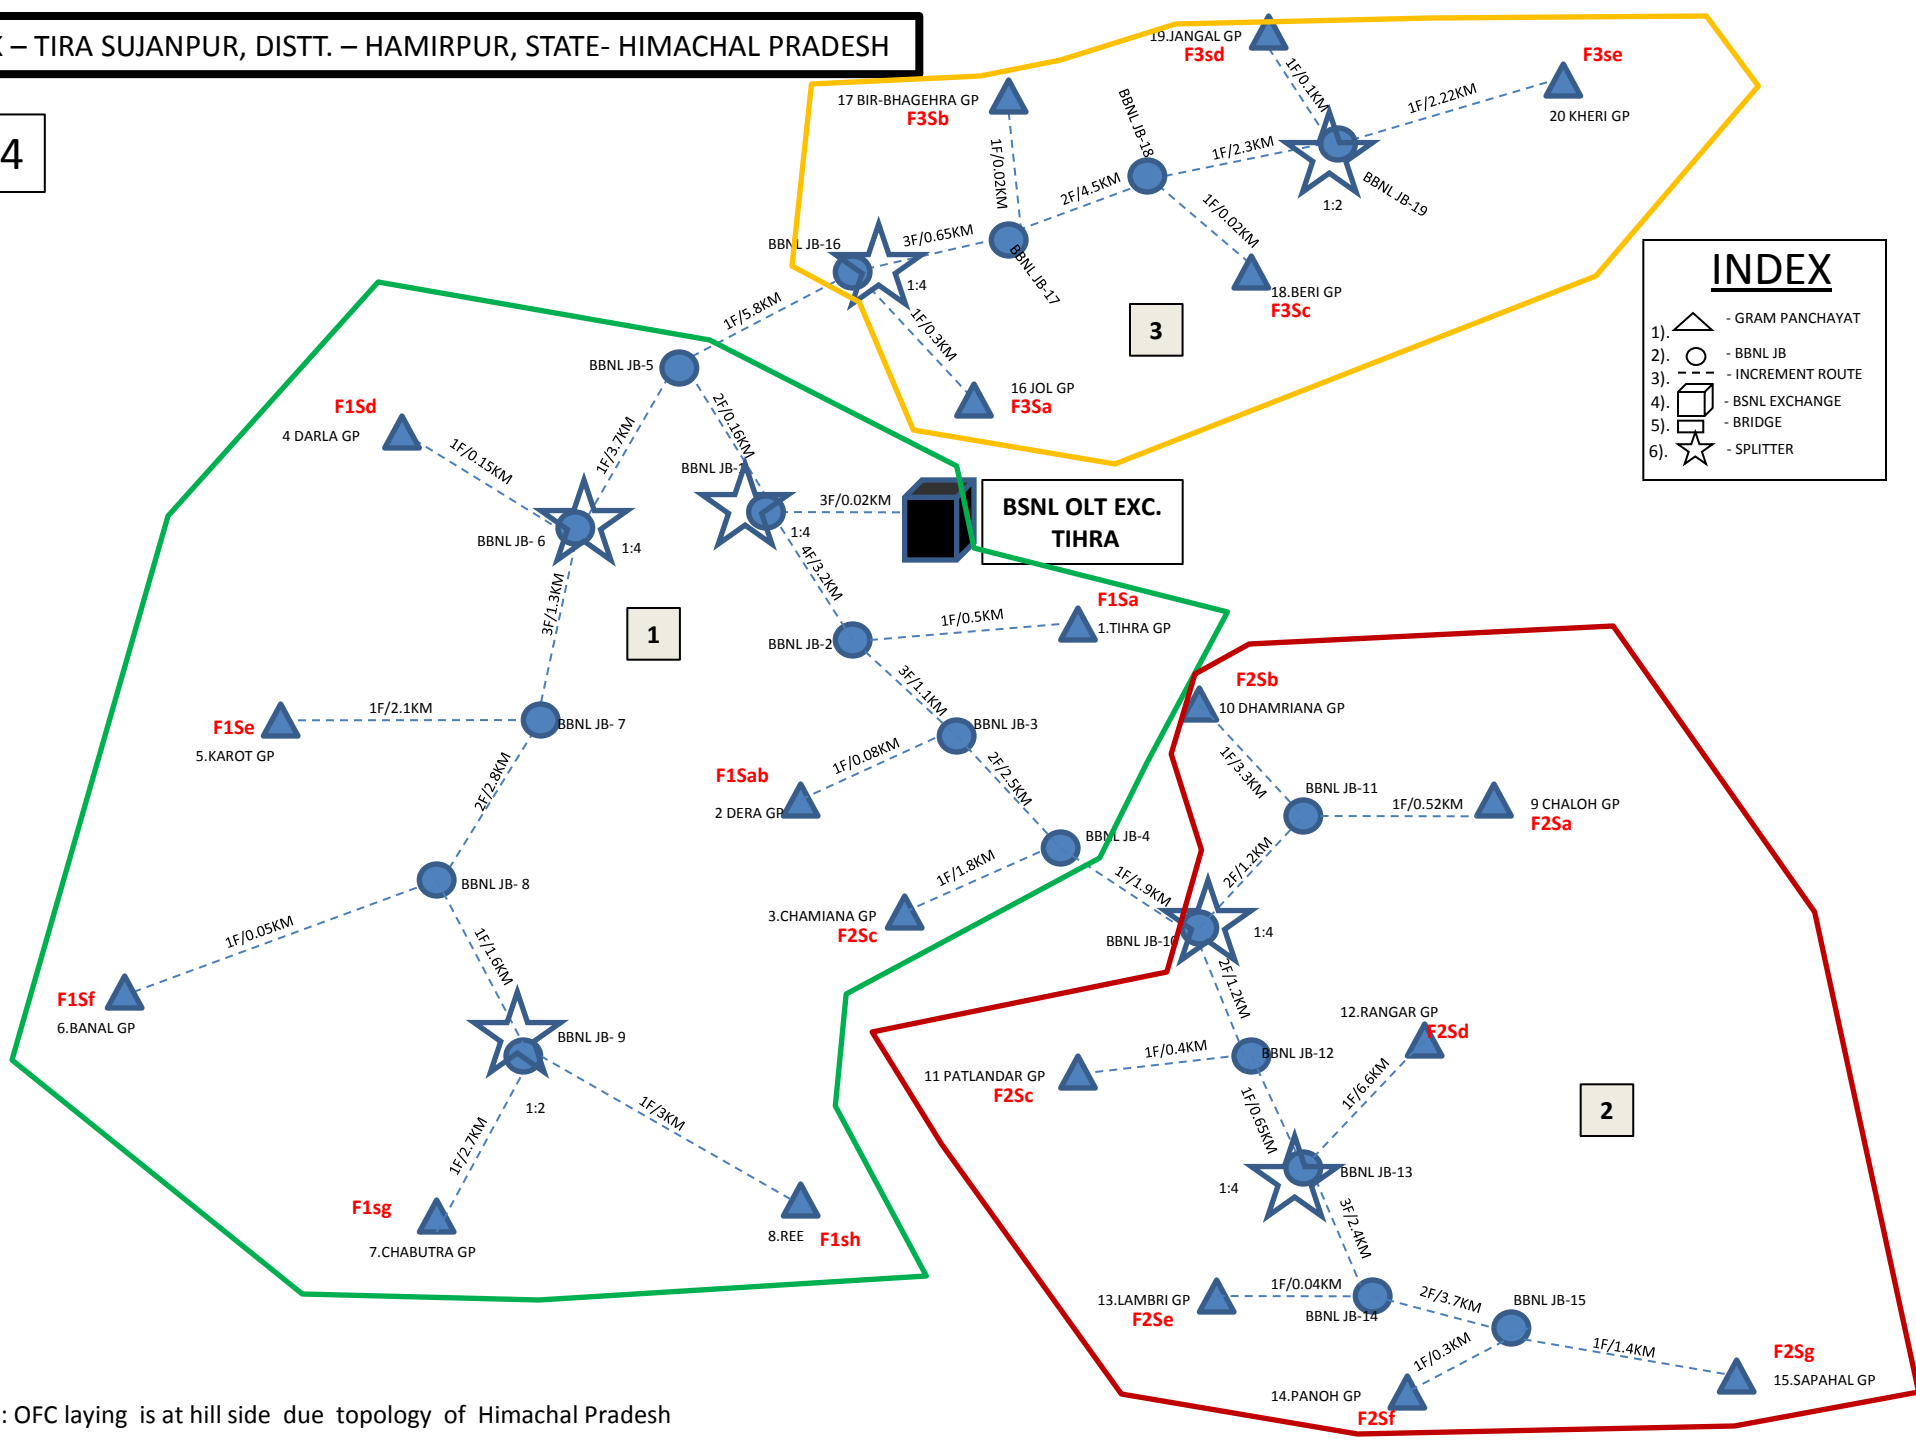 K – TIRA SUJANPUR, DISTT. – HAMIRPUR, STATE- HIMACHAL PRADESH
4
19.JANGAL GP
F3sd
F3se
20 KHERI GP
17 BIR-BHAGEHRA GP
F3Sb
BBNL JB-18
1F/0.1KM
1F/2.22KM
1F/0.02KM
2F/4.5KM
1F/2.3KM
BBNL JB-19
1:2
1F/0.02KM
BBNL JB-16
3F/0.65KM
BBNL JB-17
1:4
18.BERI GP
F3Sc
1F/5.8KM
1F/0.3KM
3
16 JOL GP
F3Sa
INDEX
1). - GRAM PANCHAYAT
2). - BBNL JB
3). - INCREMENT ROUTE
4). - BSNL EXCHANGE
5). - BRIDGE
6). - SPLITTER
BBNL JB-5
F1Sd
4 DARLA GP
1F/0.15KM
1F/3.7KM
2F/0.16KM
BBNL JB-1
3F/0.02KM
1:4
BSNL OLT EXC.
TIHRA
BBNL JB- 6
1:4
4F/3.2KM
3F/1.3KM
1
BBNL JB-2
1F/0.5KM
F1Sa
1.TIHRA GP
3F/1.1KM
F1Se
5.KAROT GP
1F/2.1KM
BBNL JB- 7
BBNL JB-3
F1Sab
2 DERA GP
1F/0.08KM
2F/2.5KM
2F/2.8KM
F2Sb
10 DHAMRIANA GP
1F/3.3KM
BBNL JB-11
1F/0.52KM
9 CHALOH GP
F2Sa
BBNL JB-4
2F/1.2KM
1F/1.8KM
1F/1.9KM
BBNL JB- 8
3.CHAMIANA GP
F2Sc
BBNL JB-10
1:4
1F/0.05KM
1F/1.6KM
2F/1.2KM
F1Sf
6.BANAL GP
BBNL JB- 9
1:2
12.RANGAR GP
F2Sd
11 PATLANDAR GP
F2Sc
1F/0.4KM
BBNL JB-12
1F/6.6KM
1F/0.65KM
2
1F/2.7KM
1F/3KM
BBNL JB-13
1:4
F1sg
7.CHABUTRA GP
8.REE
F1sh
3F/2.4KM
13.LAMBRI GP
F2Se
1F/0.04KM
BBNL JB-14
2F/3.7KM
BBNL JB-15
1F/0.3KM
1F/1.4KM
F2Sg
15.SAPAHAL GP
14.PANOH GP
F2Sf
: OFC laying is at hill side due topology of Himachal Pradesh